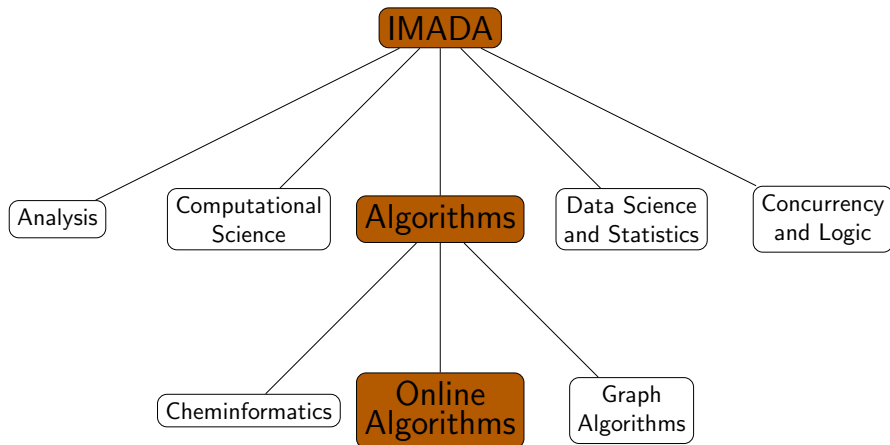 IMADA
Analysis
Computational
Science
Algorithms
Data Science
and Statistics
Concurrency
and Logic
Cheminformatics
Online
Algorithms
Graph
Algorithms